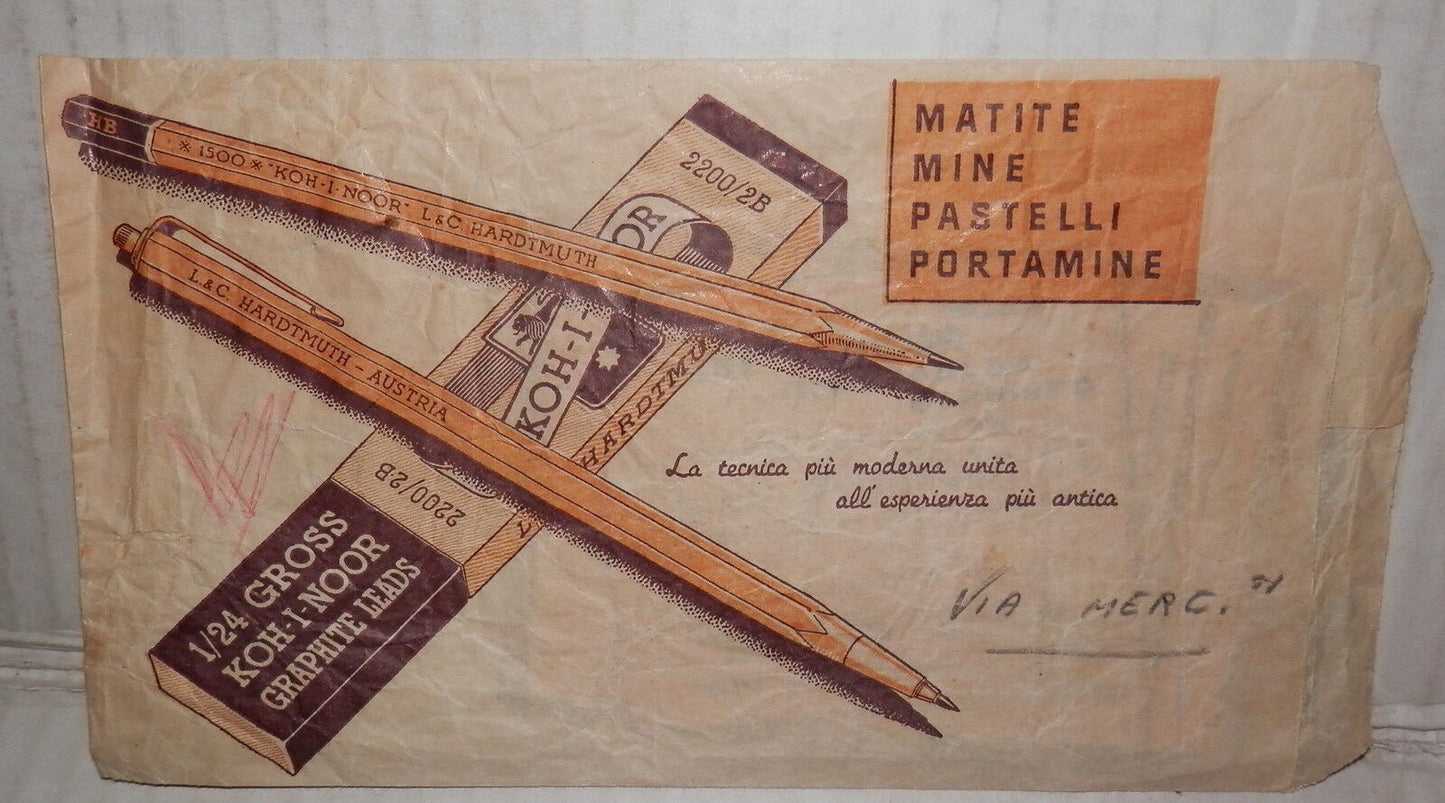 MATITE
MINE
PASTELLI
PORTAMINE
HB
* 1500 * "KOH-I-NOOR" L&C HARDTMUTH
L.&C. HARDTMUTH – AUSTRIA
2200/2B
OOR
KOH-I-
HARDTMU
2200/2B
1/24 GROSS
KOH-I-NOOR
GRAPHITE LEADS
La tecnica più moderna unita
all'esperienza più antica
VIA MERC.